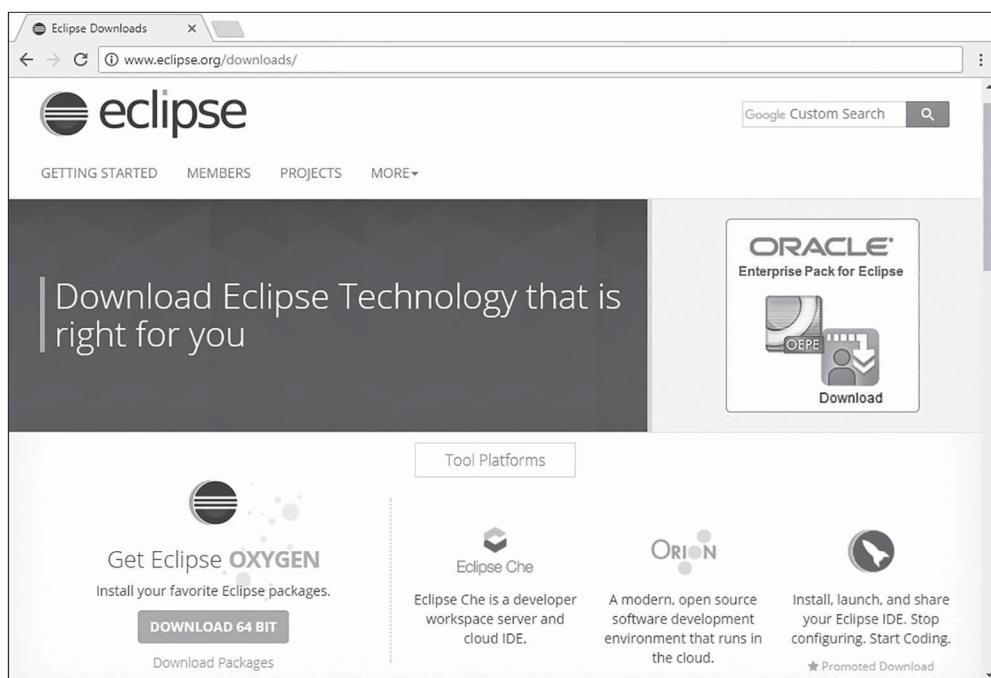 Eclipse Downloads
www.eclipse.org/downloads/
eclipse
Google Custom Search
GETTING STARTED MEMBERS PROJECTS MORE
Download Eclipse Technology that is
right for you
ORACLE
Enterprise Pack for Eclipse
OEPE
Download
Tool Platforms
Get Eclipse OXYGEN
Install your favorite Eclipse packages.
DOWNLOAD 64 BIT
Download Packages
Eclipse Che
Eclipse Che is a developer
workspace server and
cloud IDE.
ORION
A modern, open source
software development
environment that runs in
the cloud.
Install, launch, and share
your Eclipse IDE. Stop
configuring. Start Coding.
Promoted Download